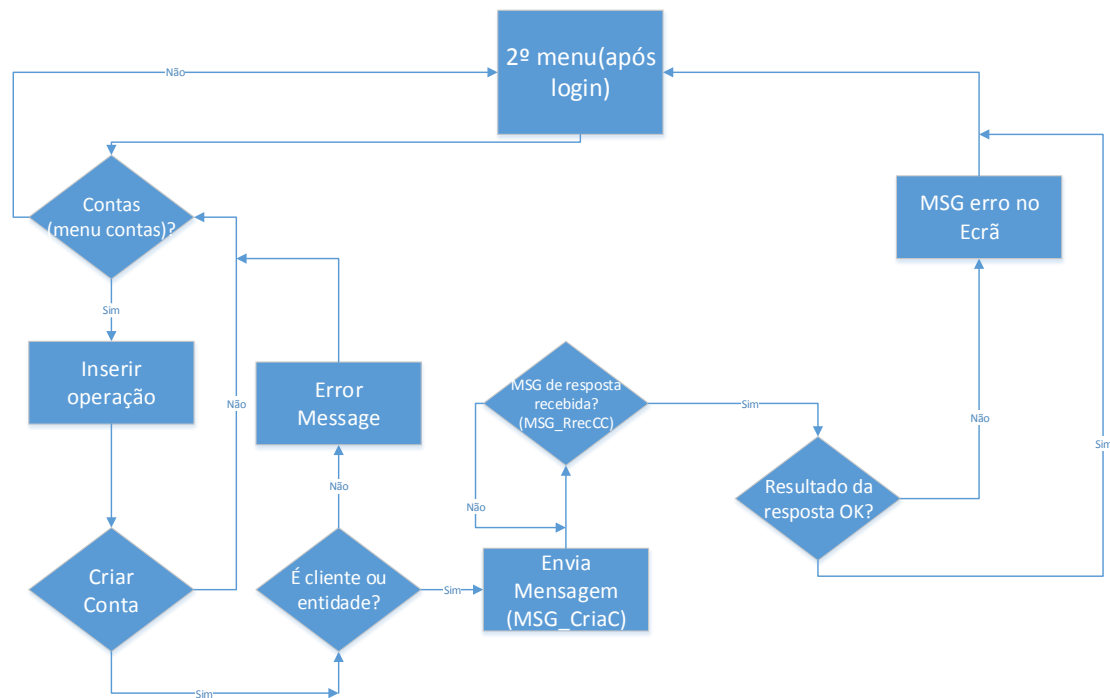 2º menu(após
login)
Não
Contas
(menu contas)?
MSG erro no
Ecrã
Sim
Inserir
operação
Error
Message
Não
MSG de resposta
recebida?
(MSG_RrecCC)
Sim
Não
Sim
Não
Não
Resultado da
resposta OK?
Criar
Conta
É cliente ou
entidade?
Sim
Envia
Mensagem
(MSG_CriaC)
Sim